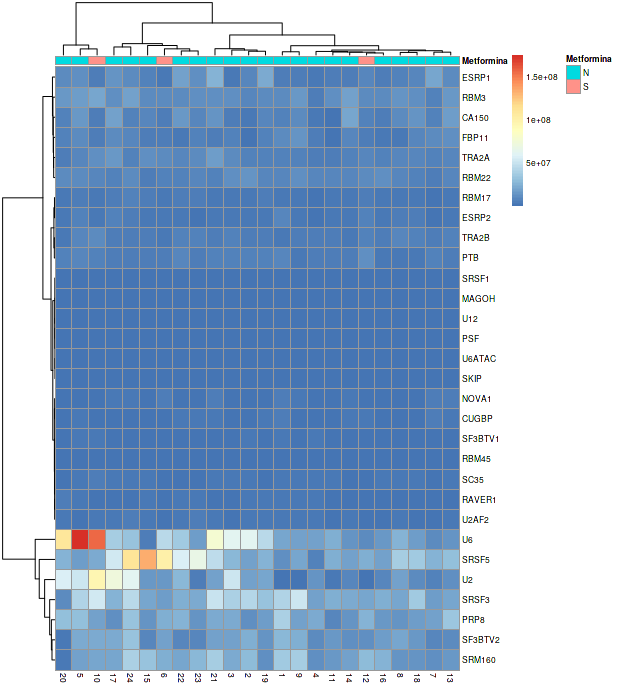 Metformina
ESRP1
RBM3
CA150
FBP11
TRA2A
RBM22
RBM17
ESRP2
TRA2B
PTB
SRSF1
MAGOH
U12
PSF
U6ATAC
SKIP
NOVA1
CUGBP
SF3BTV1
RBM45
SC35
RAVER1
U2AF2
U6
SRSF5
U2
SRSF3
PRP8
SF3BTV2
SRM160
20 5 10 17 24 15 6 22 23 21 3 2 19 1 9 4 11 14 12 16 8 18 7 13
1.5e+08
1e+08
5e+07
Metformina
N
S